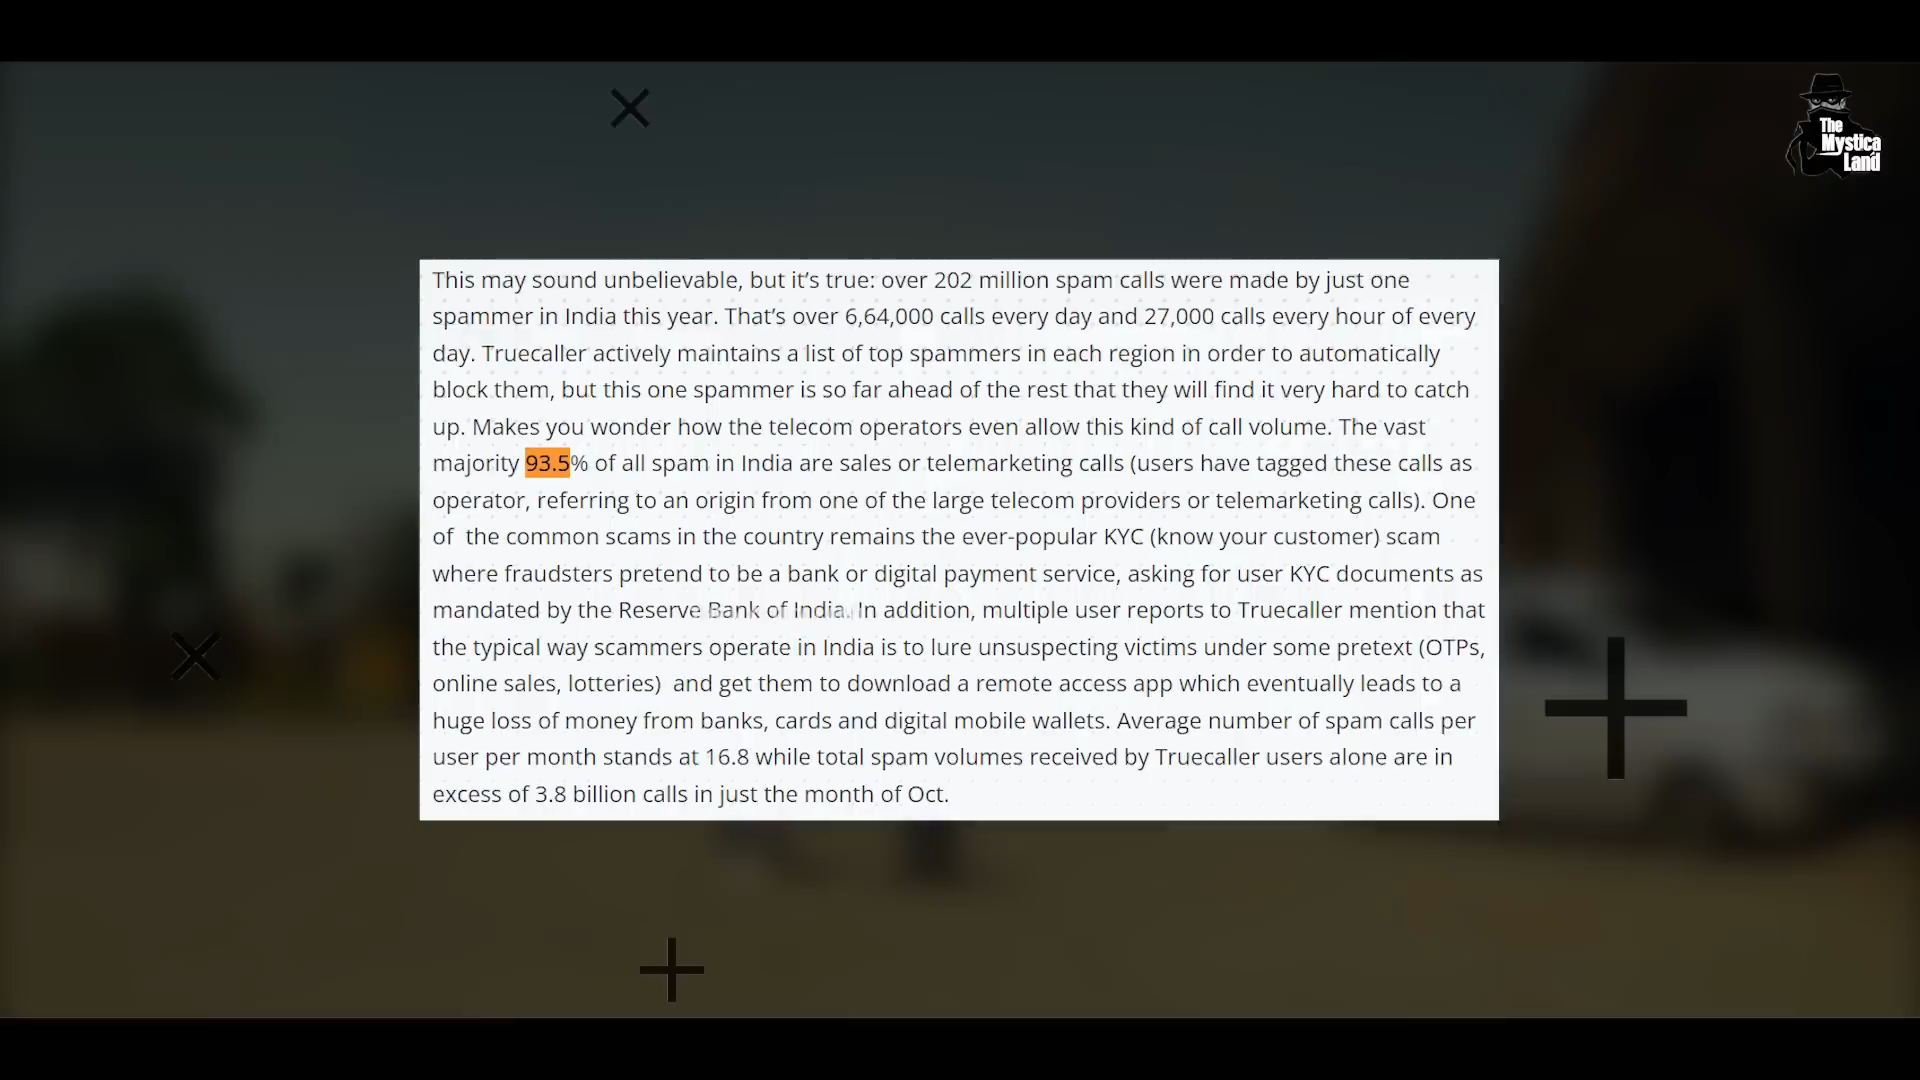 The
Mystica
Land
This may sound unbelievable, but it’s true: over 202 million spam calls were made by just one
spammer in India this year. That’s over 6,64,000 calls every day and 27,000 calls every hour of every
day. Truecaller actively maintains a list of top spammers in each region in order to automatically
block them, but this one spammer is so far ahead of the rest that they will find it very hard to catch
up. Makes you wonder how the telecom operators even allow this kind of call volume. The vast
majority 93.5% of all spam in India are sales or telemarketing calls (users have tagged these calls as
operator, referring to an origin from one of the large telecom providers or telemarketing calls). One
of  the common scams in the country remains the ever-popular KYC (know your customer) scam
where fraudsters pretend to be a bank or digital payment service, asking for user KYC documents as
mandated by the Reserve Bank of India. In addition, multiple user reports to Truecaller mention that
the typical way scammers operate in India is to lure unsuspecting victims under some pretext (OTPs,
online sales, lotteries)  and get them to download a remote access app which eventually leads to a
huge loss of money from banks, cards and digital mobile wallets. Average number of spam calls per
user per month stands at 16.8 while total spam volumes received by Truecaller users alone are in
excess of 3.8 billion calls in just the month of Oct.